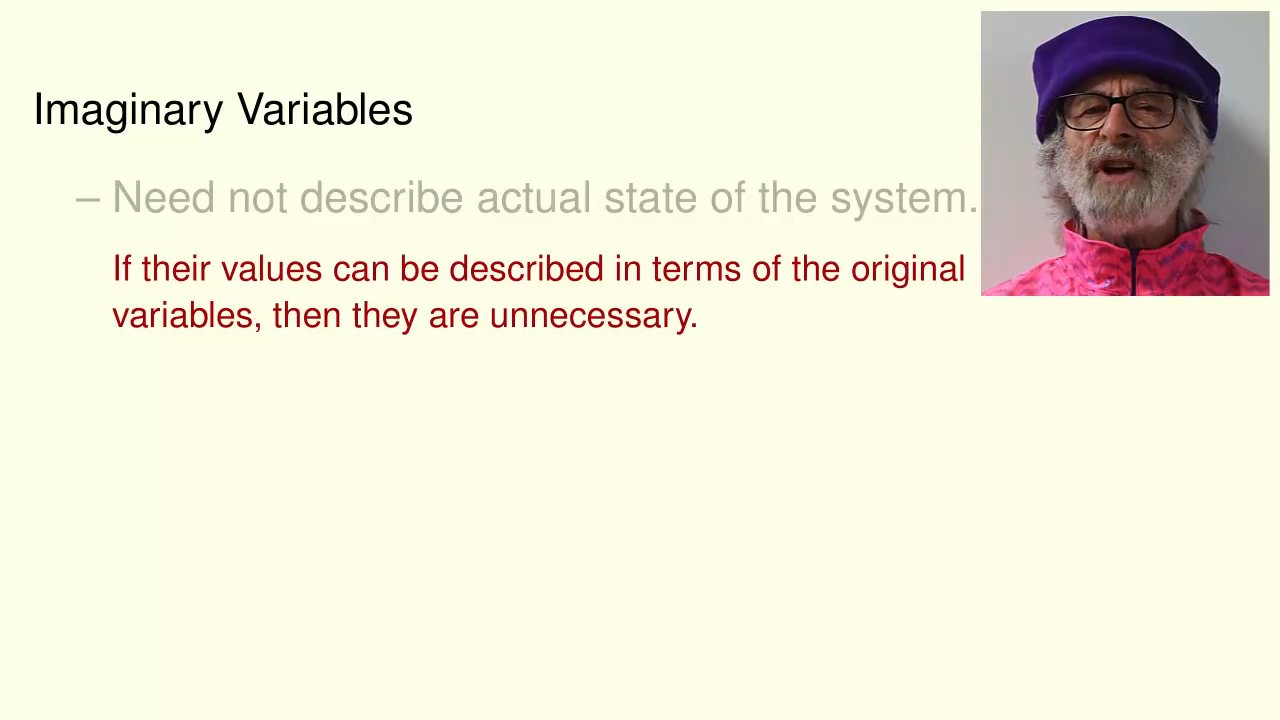 Imaginary Variables
– Need not describe actual state of the system.
If their values can be described in terms of the original
variables, then they are unnecessary.